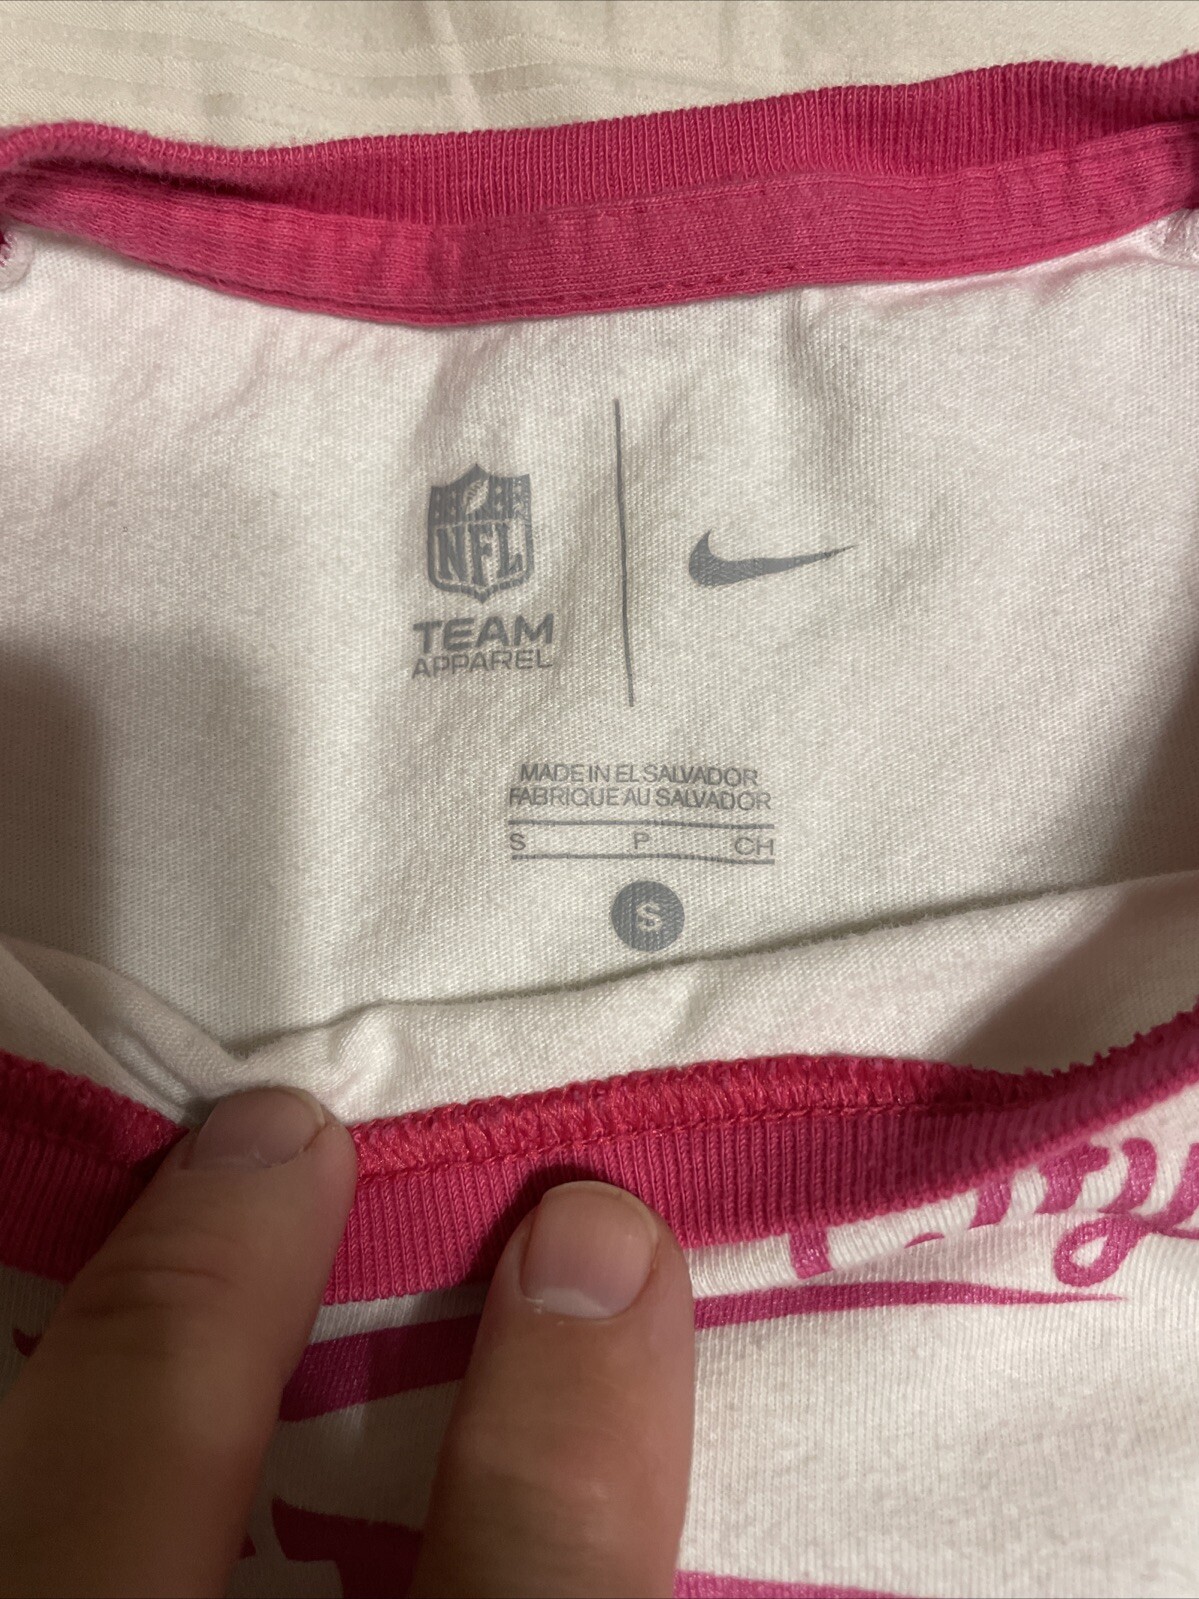 NFL
TEAM
APPAREL
MADE IN EL SALVADOR
FABRIQUE AU SALVADOR
S P CH
S